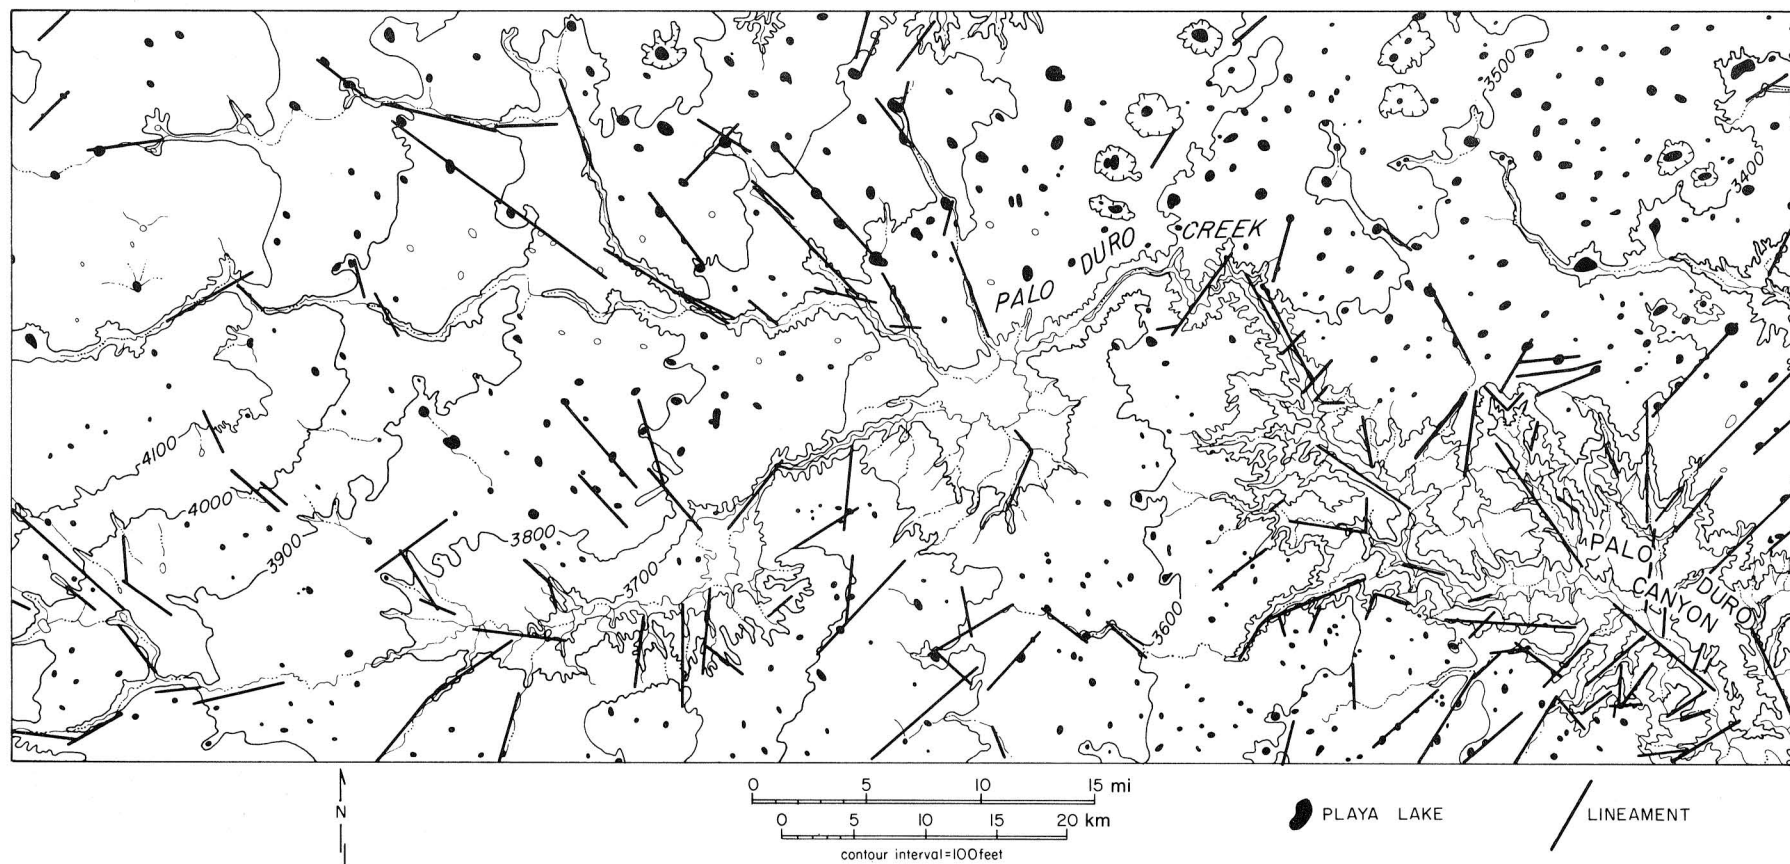 3500
3400
PALO DURO CREEK
4100
4000
3900
3800
3700
3600
PALO DURO
CANYON
N
0 5 10 15 mi
0 5 10 15 20 km
contour interval=100feet
PLAYA LAKE
LINEAMENT